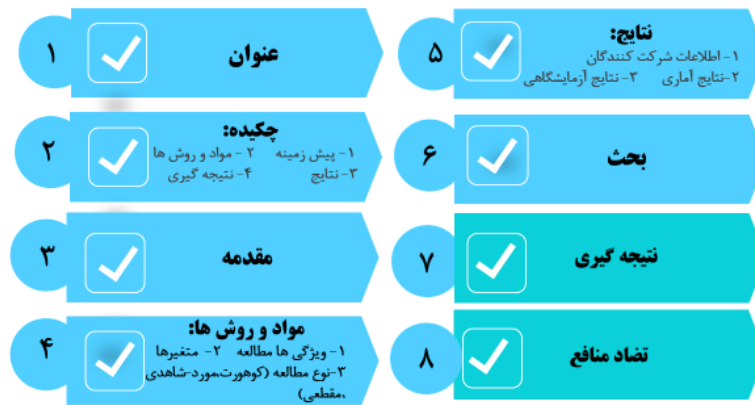 ۱
عنوان
۲
چکیده:
۱- پیش زمینه ۲- مواد و روش ها
۳- نتایج ۴- نتیجه گیری
۳
مقدمه
۴
مواد و روش ها:
۱- ویژگی ها مطالعه ۲- متغیرها
۳-نوع مطالعه (کوهورت،مورد-شاهدی
،مقطعی)
۵
نتایج:
۱- اطلاعات شرکت کنندگان
۲-نتایج آماری ۳- نتایج آزمایشگاهی
۶
بحث
۷
نتیجه گیری
۸
تضاد منافع